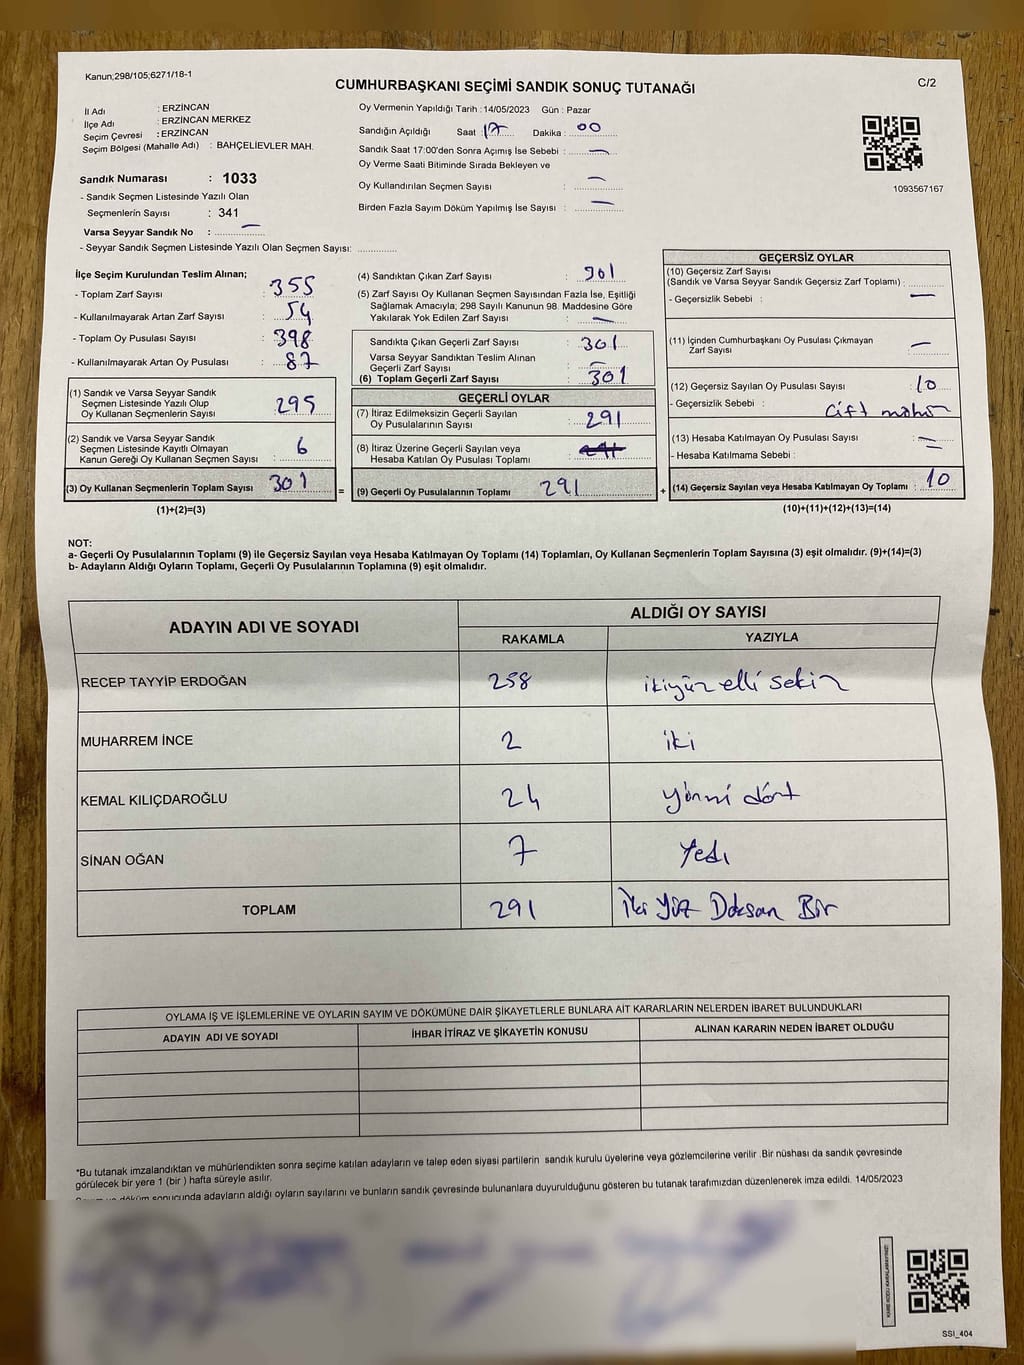 Kanun;298/105;6271/18-1
CUMHURBAŞKANI SEÇİMİ SANDIK SONUÇ TUTANAĞI
C/2
İl Adı : ERZİNCAN
İlçe Adı : ERZİNCAN MERKEZ
Seçim Çevresi : ERZİNCAN
Seçim Bölgesi (Mahalle Adı) : BAHÇELİEVLER MAH.
Sandık Numarası : 1033
- Sandık Seçmen Listesinde Yazılı Olan
Seçmenlerin Sayısı : 341
Varsa Seyyar Sandık No : —
- Seyyar Sandık Seçmen Listesinde Yazılı Olan Seçmen Sayısı:
Oy Vermenin Yapıldığı Tarih : 14/05/2023 Gün : Pazar
Sandığın Açıldığı Saat : 17 Dakika : 00
Sandık Saat 17:00'den Sonra Açımış İse Sebebi : —
Oy Verme Saati Bitiminde Sırada Bekleyen ve
Oy Kullandırılan Seçmen Sayısı : —
Birden Fazla Sayım Döküm Yapılmış İse Sayısı : —
1093567167
İlçe Seçim Kurulundan Teslim Alınan;
- Toplam Zarf Sayısı : 355
- Kullanılmayarak Artan Zarf Sayısı : 54
- Toplam Oy Pusulası Sayısı : 398
- Kullanılmayarak Artan Oy Pusulası : 87
(1) Sandık ve Varsa Seyyar Sandık
Seçmen Listesinde Yazılı Olup
Oy Kullanan Seçmenlerin Sayısı : 295
(2) Sandık ve Varsa Seyyar Sandık
Seçmen Listesinde Kayıtlı Olmayan
Kanun Gereği Oy Kullanan Seçmen Sayısı : 6
(3) Oy Kullanan Seçmenlerin Toplam Sayısı 301
(1)+(2)=(3)
=
(4) Sandıktan Çıkan Zarf Sayısı : 301
(5) Zarf Sayısı Oy Kullanan Seçmen Sayısından Fazla İse, Eşitliği
Sağlamak Amacıyla; 298 Sayılı Kanunun 98. Maddesine Göre
Yakılarak Yok Edilen Zarf Sayısı : —
Sandıkta Çıkan Geçerli Zarf Sayısı : 301
Varsa Seyyar Sandıktan Teslim Alınan
Geçerli Zarf Sayısı : —
(6) Toplam Geçerli Zarf Sayısı : 301
GEÇERLİ OYLAR
(7) İtiraz Edilmeksizin Geçerli Sayılan
Oy Pusulalarının Sayısı : 291
(8) İtiraz Üzerine Geçerli Sayılan veya
Hesaba Katılan Oy Pusulası Toplamı :
(9) Geçerli Oy Pusulalarının Toplamı 291
+
GEÇERSİZ OYLAR
(10) Geçersiz Zarf Sayısı
(Sandık ve Varsa Seyyar Sandık Geçersiz Zarf Toplamı) :
- Geçersizlik Sebebi : —
(11) İçinden Cumhurbaşkanı Oy Pusulası Çıkmayan
Zarf Sayısı : —
(12) Geçersiz Sayılan Oy Pusulası Sayısı : 10
- Geçersizlik Sebebi : Çift mühür
(13) Hesaba Katılmayan Oy Pusulası Sayısı : —
- Hesaba Katılmama Sebebi : —
(14) Geçersiz Sayılan veya Hesaba Katılmayan Oy Toplamı : 10
(10)+(11)+(12)+(13)=(14)
NOT:
a- Geçerli Oy Pusulalarının Toplamı (9) ile Geçersiz Sayılan veya Hesaba Katılmayan Oy Toplamı (14) Toplamları, Oy Kullanan Seçmenlerin Toplam Sayısına (3) eşit olmalıdır. (9)+(14)=(3)
b- Adayların Aldığı Oyların Toplamı, Geçerli Oy Pusulalarının Toplamına (9) eşit olmalıdır.
ADAYIN ADI VE SOYADI ALDIĞI OY SAYISI
RAKAMLA YAZIYLA
RECEP TAYYİP ERDOĞAN 258 ikiyüz elli sekiz
MUHARREM İNCE 2 iki
KEMAL KILIÇDAROĞLU 24 yirmi dört
SİNAN OĞAN 7 Yedi
TOPLAM 291 İki Yüz Doksan Bir
OYLAMA İŞ VE İŞLEMLERİNE VE OYLARIN SAYIM VE DÖKÜMÜNE DAİR ŞİKAYETLERLE BUNLARA AİT KARARLARIN NELERDEN İBARET BULUNDUKLARI
ADAYIN ADI VE SOYADI İHBAR İTİRAZ VE ŞİKAYETİN KONUSU ALINAN KARARIN NEDEN İBARET OLDUĞU
*Bu tutanak imzalandıktan ve mühürlendikten sonra seçime katılan adayların ve talep eden siyasi partilerin sandık kurulu üyelerine veya gözlemcilerine verilir .Bir nüshası da sandık çevresinde
görülecek bir yere 1 (bir ) hafta süreyle asılır.
döküm sonucunda adayların aldığı oyların sayılarını ve bunların sandık çevresinde bulunanlara duyurulduğunu gösteren bu tutanak tarafımızdan düzenlenerek imza edildi. 14/05/2023
KARE KODU KARALAMAYINIZ!
SSI_404